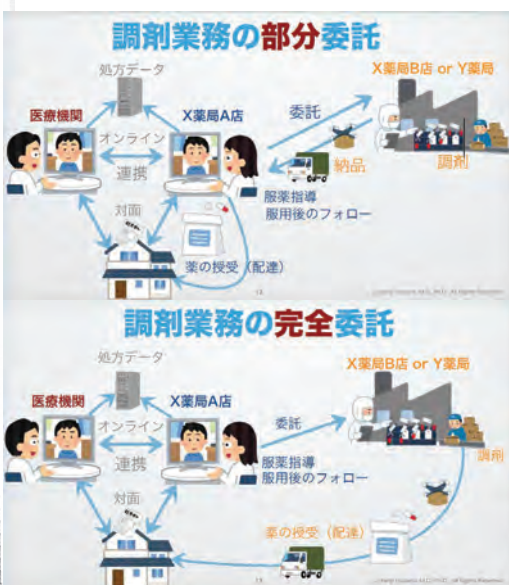 調剤業務の部分委託
処方データ
X薬局B店 or Y薬局
医療機関
X薬局A店
委託
オンライン
連携
納品
調剤
対面
服薬指導
服用後のフォロー
薬の授受（配達）
調剤業務の完全委託
処方データ
X薬局B店 or Y薬局
医療機関
X薬局A店
委託
オンライン
連携
服薬指導
服用後のフォロー
調剤
対面
薬の授受（配達）